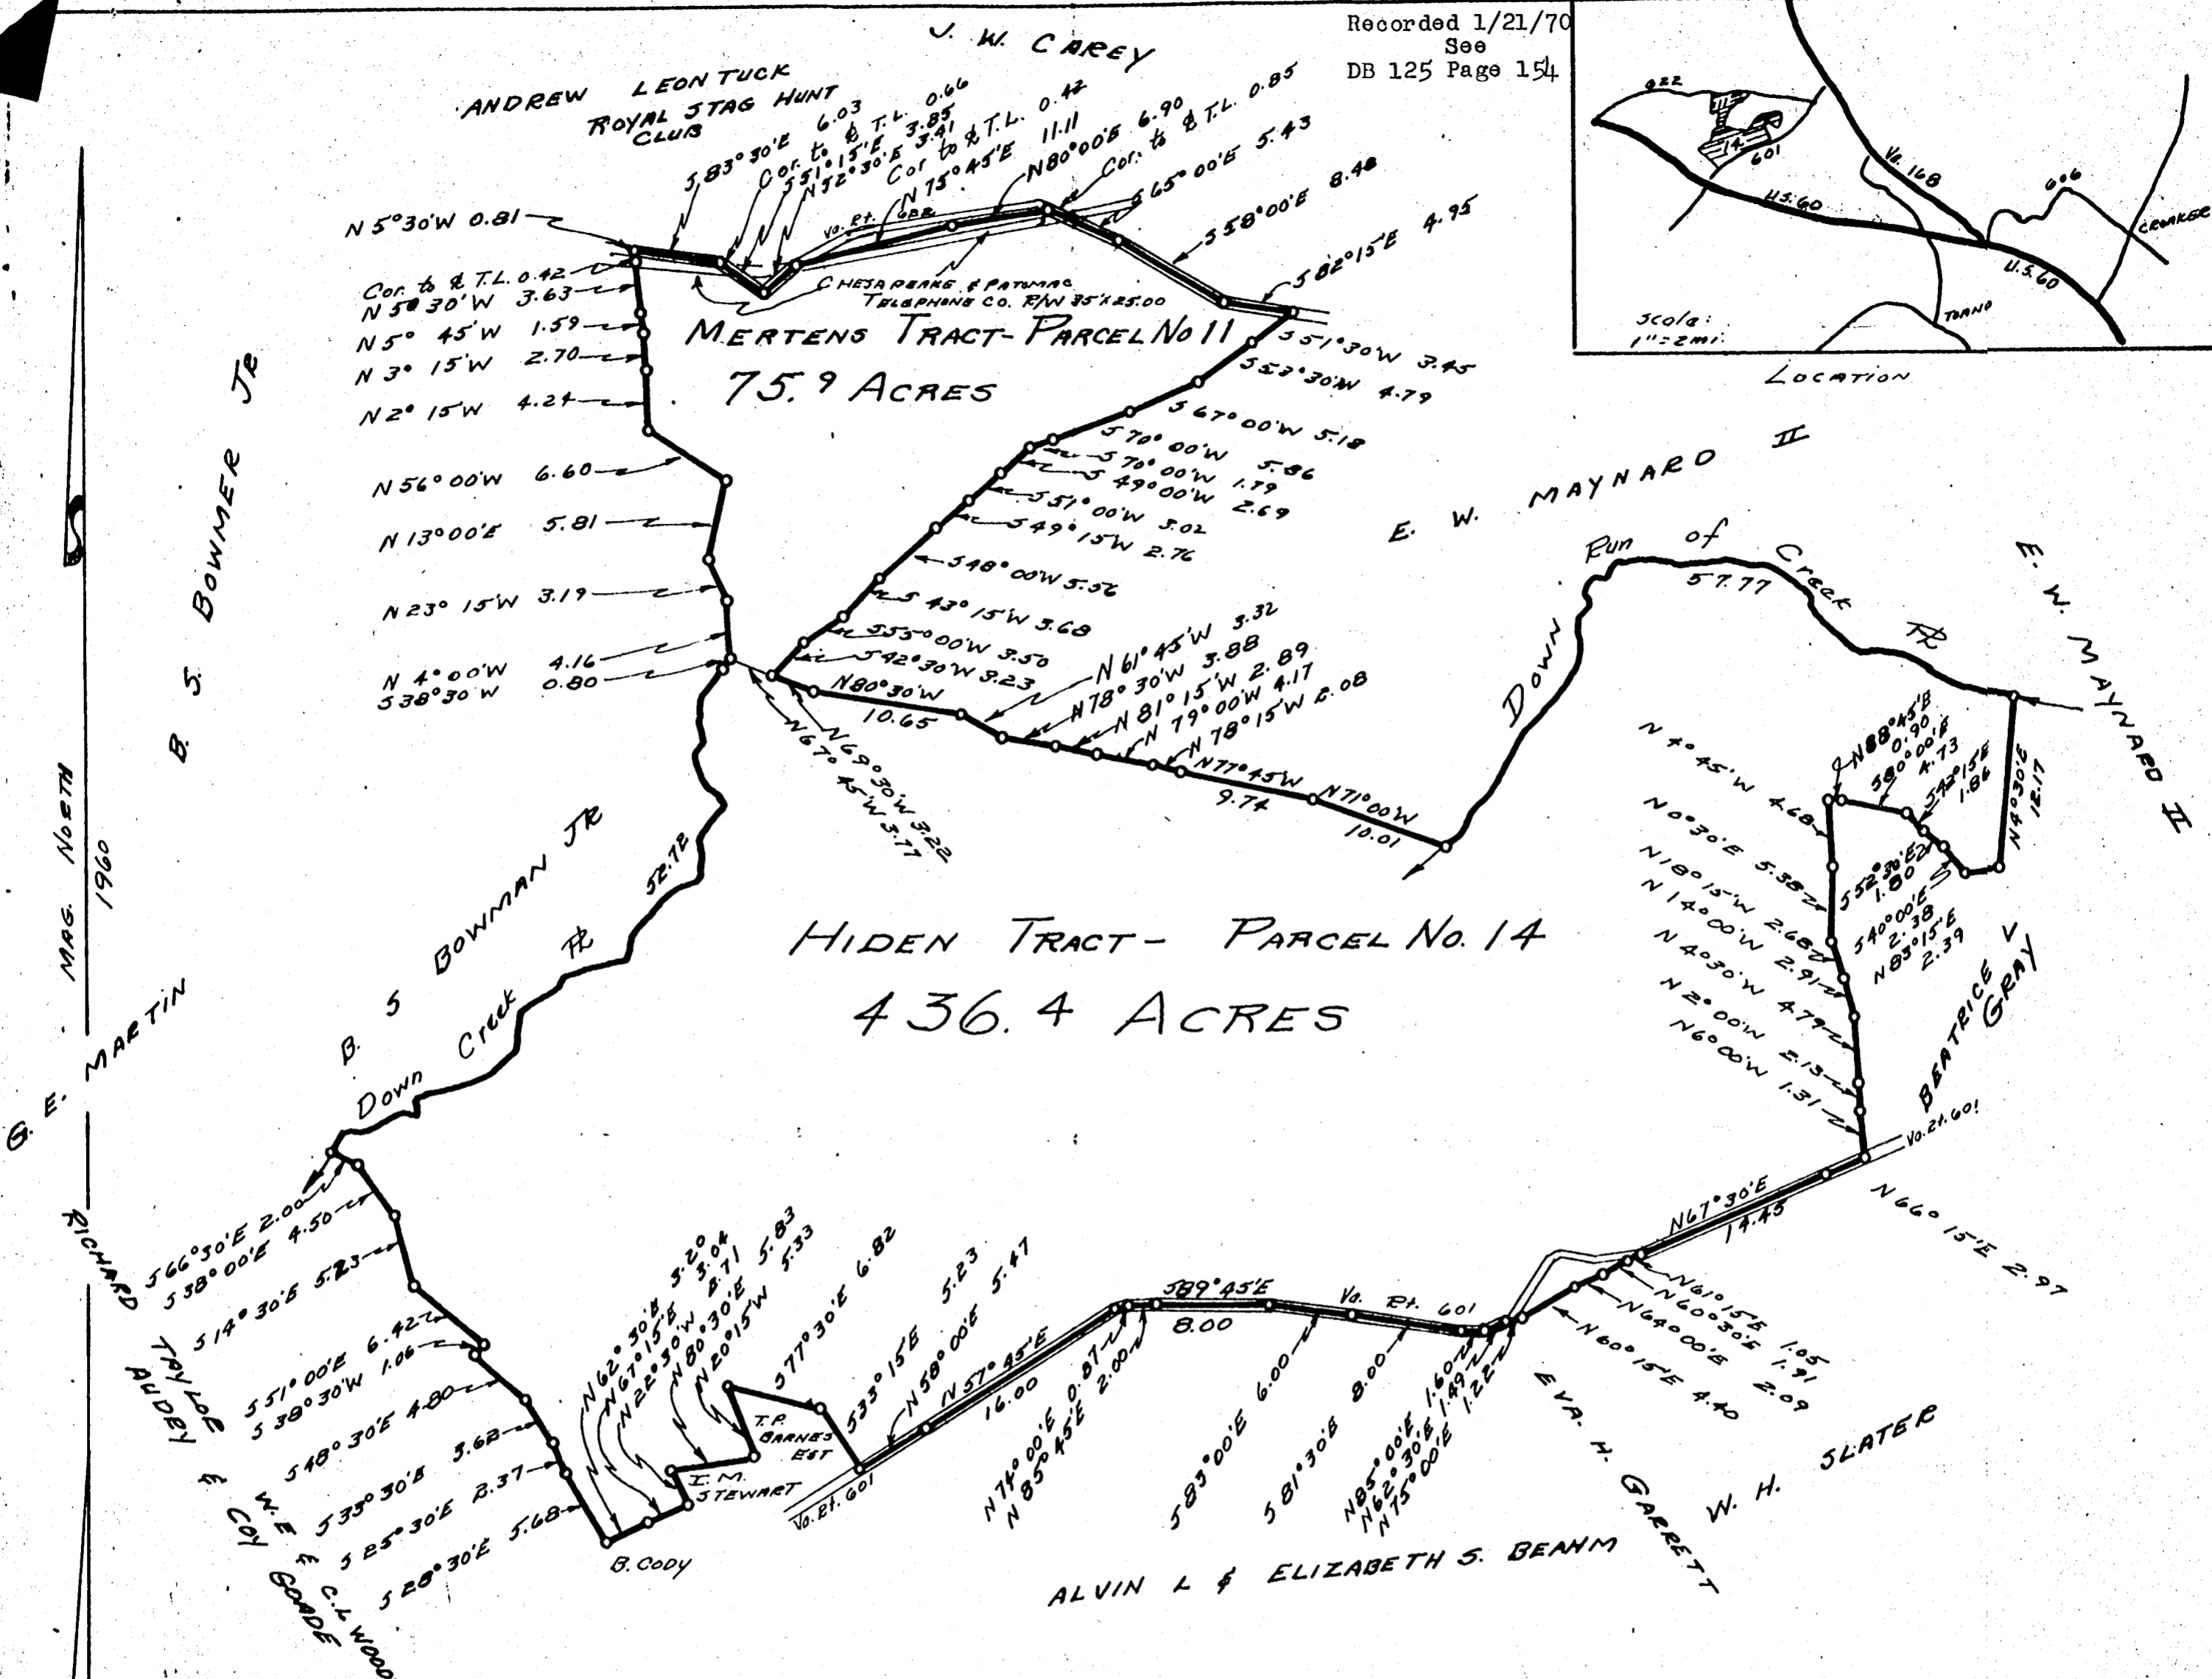 Recorded 1/21/70
See
DB 125 Page 154
J. W. CAREY
ANDREW LEON TUCK
ROYAL STAG HUNT
CLUB
S 83°30'E 6.03
Cor. to ℄ T.L. 0.66
S 51°15'E 3.85
N 52°30'E 3.41
Cor to ℄ T.L. 0.42
N 75°45'E 11.11
N 80°00'E 6.90
Cor. to ℄ T.L. 0.85
S 65°00'E 5.43
S 58°00'E 8.48
S 82°15'E 4.95
Va. Rt. 622
CHESAPEAKE & PATOMAC
TELEPHONE CO. R/W 35'X25.00
MERTENS TRACT- PARCEL No 11
75.9 ACRES
N 5°30'W 0.81
Cor. to ℄ T.L. 0.42
N 5°30'W 3.63
N 5° 45'W 1.59
N 3° 15'W 2.70
N 2° 15'W 4.24
N 56°00'W 6.60
N 13°00'E 5.81
N 23° 15'W 3.19
N 4°00'W 4.16
S 38°30'W 0.80
S 51°30'W 3.45
S 53°30'W 4.79
S 67°00'W 5.18
S 70°00'W 5.86
S 70°00'W 1.79
S 49°00'W 2.69
S 51°00'W 3.02
S 49°15'W 2.76
S 48°00'W 5.56
S 43°15'W 3.68
S 55°00'W 3.50
S 42°30'W 3.23
022
III
14
601
Va. 168
606
U.S. 60
CROAKER
U.S. 60
TOANO
Scale:
1"=2mi.
LOCATION
MAG. NORTH
1960
B. S. BOWMER JR
E. W. MAYNARD II
E. W. MAYNARD II
Down Run of Creek ℄
57.77
N 61°45'W 3.32
N 78°30'W 3.88
N 81°15'W 2.89
N 79°00'W 4.17
N 78°15'W 2.08
N80°30'W
10.65
N 69°30'W 3.22
N 67°45'W 3.77
N77°45'W
9.74
N71°00'W
10.01
N 88°45'E
0.90
S 80°00'E
4.73
S 42°15'E
1.86
N 4°30'E
12.17
S 52°30'E
1.80
S 40°00'E
2.38
N 83°15'E
2.39
N 4°45'W 4.68
N 0°30'E 5.38
N 18°15'W 2.68
N 14°00'W 2.91
N 4°30'W 4.79
N 2°00'W 2.13
N 6°00'W 1.31
BEATRICE V
GRAY
Va. Rt. 601
HIDEN TRACT - PARCEL No. 14
436.4 ACRES
B. S BOWMAN JR
Down Creek ℄
52.72
G. E. MARTIN
RICHARD TAYLOR
AUDREY & COY GOADE
W.E & C.L WOOD
S 66°30'E 2.00
S 38°00'E 4.50
S 14°30'E 5.23
S 51°00'E 6.42
S 38°30'W 1.06
S 48°30'E 4.80
S 33°30'E 3.62
S 25°30'E 2.37
S 28°30'E 5.68
N 62°30'E 3.20
N 67°15'E 3.04
N 22°30'W 2.71
N 80°30'E 5.83
N 20°15'W 5.33
S 77°30'E 6.82
S 33°15'E 5.23
N 58°00'E 5.47
T.P.
BARNES
EST
I. M.
STEWART
B. CODY
Va. Rt. 601
N 57°45'E
16.00
N 74°00'E 0.87
N 85°45'E 2.00
S89°45'E
8.00
Va. Rt. 601
S 83°00'E 6.00
S 81°30'E 8.00
N85°00'E 1.60
N62°30'E 1.49
N75°00'E 1.22
N67°30'E
14.45
N 66° 15'E 2.97
N 61°15'E 1.05
N 60°30'E 1.91
N 64°00'E 2.09
N 60°15'E 4.40
EVA. H. GARRETT
W. H. SLATER
ALVIN L & ELIZABETH S. BEAHM